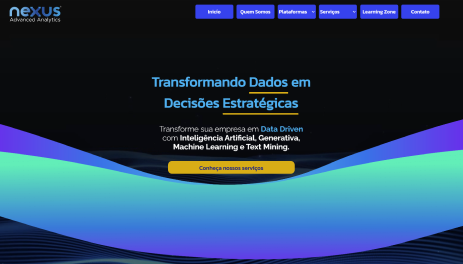 nexus
Advanced Analytics
Início
Quem Somos
Plataformas
Serviços
Learning Zone
Contato
Transformando Dados em
Decisões Estratégicas
Transforme sua empresa em Data Driven
com Inteligência Artificial, Generativa,
Machine Learning e Text Mining.
Conheça nossos serviços